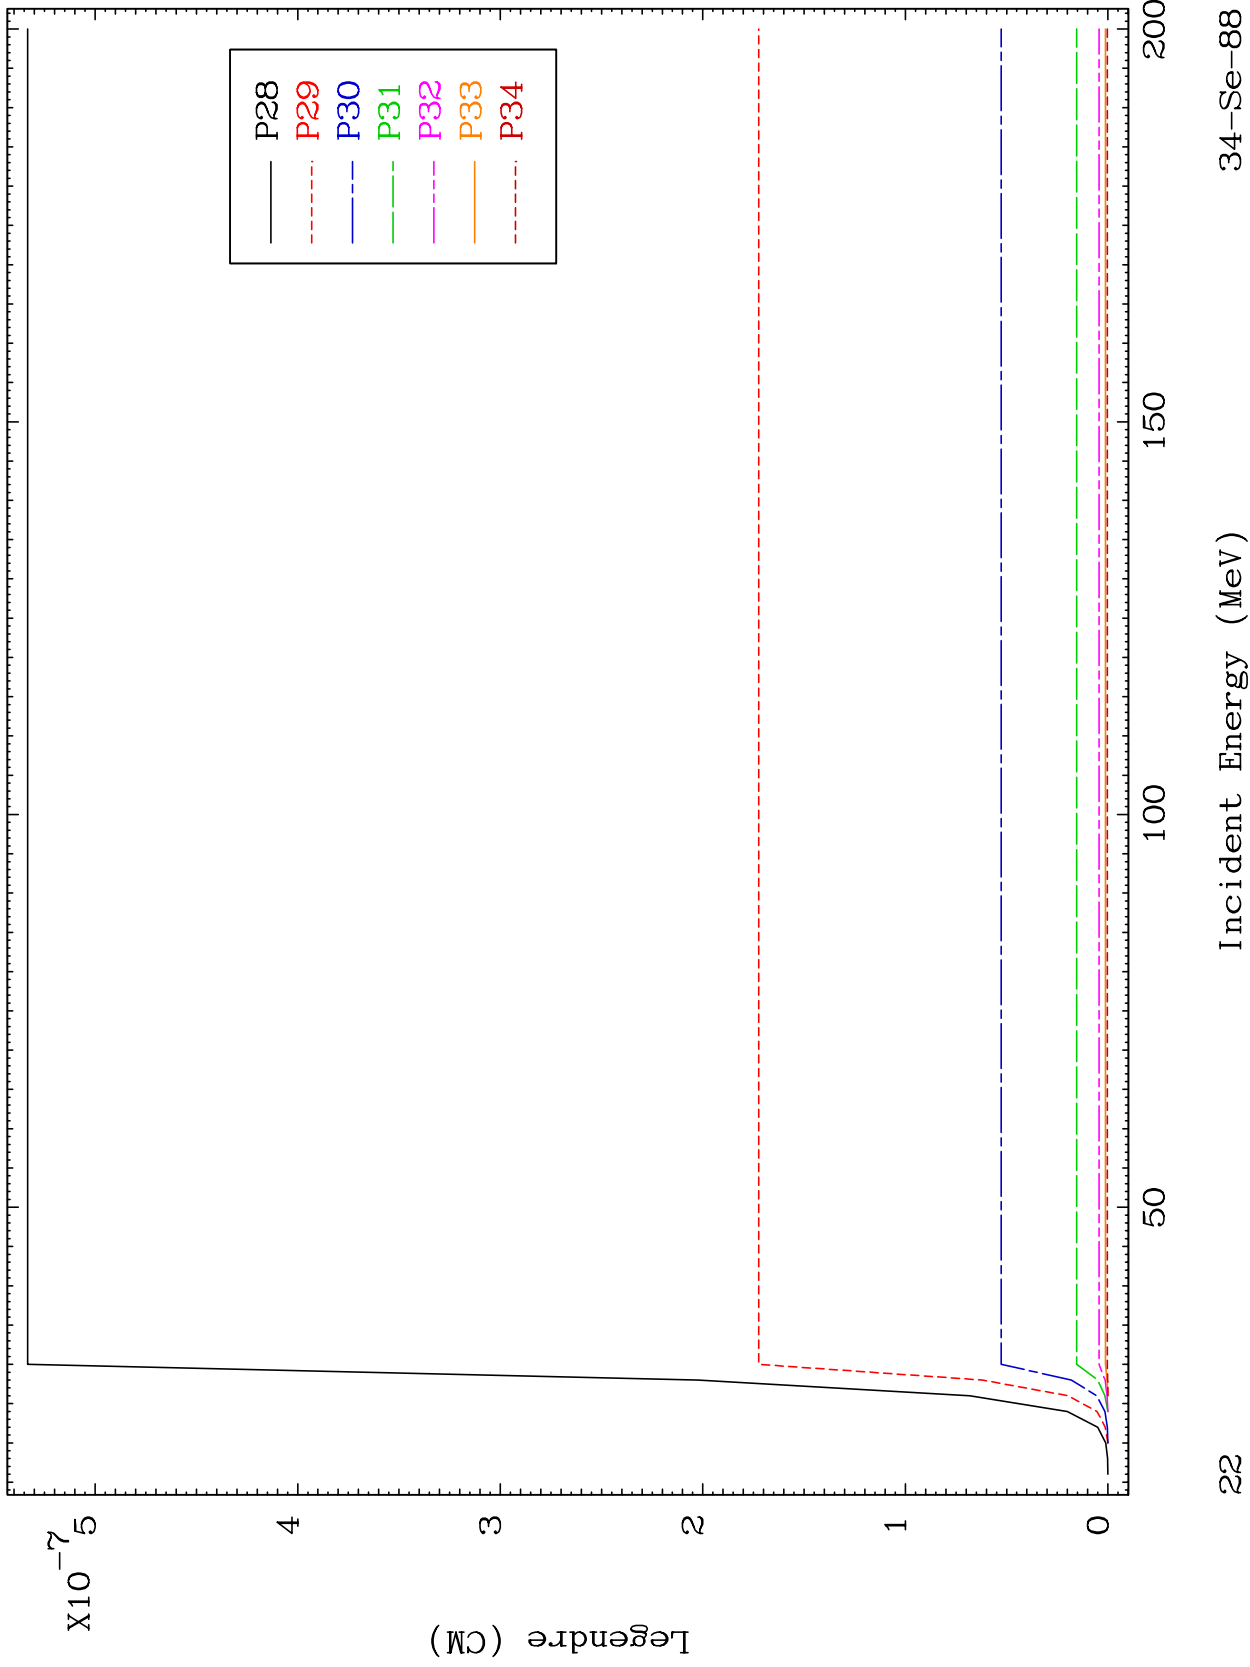 X10-7
5
4
3
2
1
0
Legendre (CM)
P28
P29
P30
P31
P32
P33
P34
50
100
150
200
Incident Energy (MeV)
22
34-Se-88